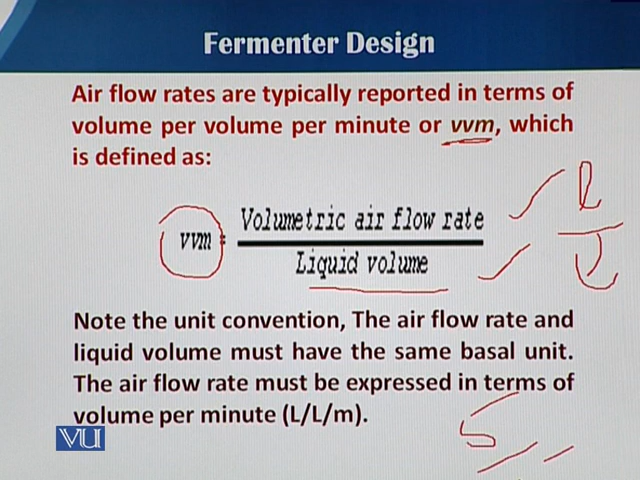 Fermenter Design
Air flow rates are typically reported in terms of
volume per volume per minute or vvm, which
is defined as:
vvm = Volumetric air flow rate
Liquid volume
Note the unit convention, The air flow rate and
liquid volume must have the same basal unit.
The air flow rate must be expressed in terms of
volume per minute (L/L/m).
VU